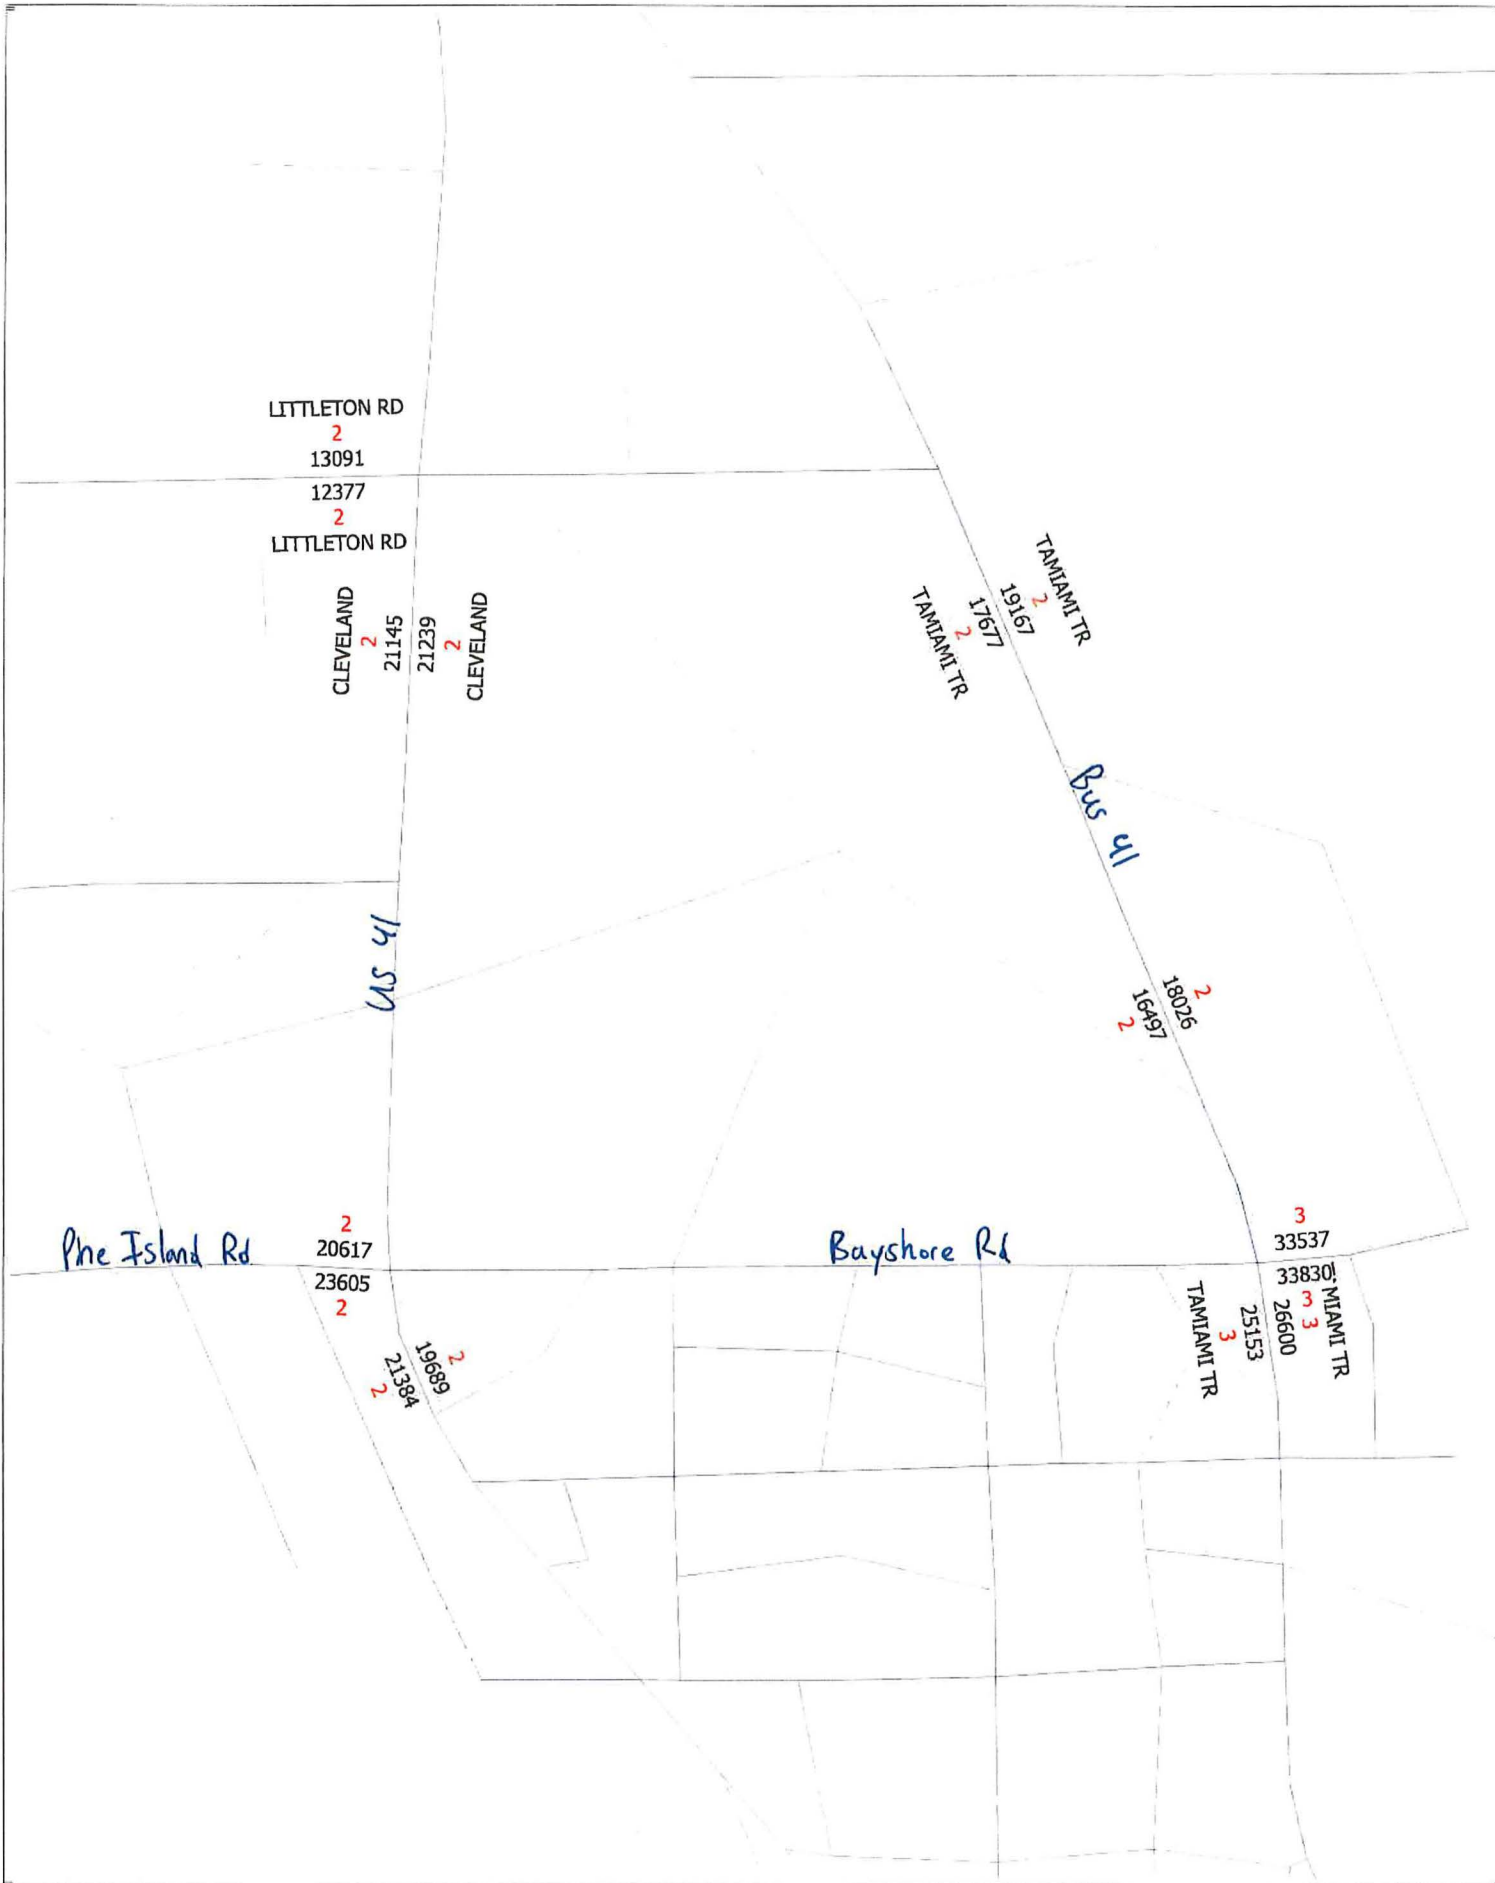 LITTLETON RD
2
13091
12377
2
LITTLETON RD
CLEVELAND
2
21145
21239
2
CLEVELAND
TAMIAMI TR
2
19167
17677
2
TAMIAMI TR
Bus 41
US 41
18026
2
16497
2
Pine Island Rd
2
20617
23605
2
Bayshore Rd
3
33537
33830
3
19689
2
21384
2
TAMIAMI TR
3
25153
26600
3
MIAMI TR